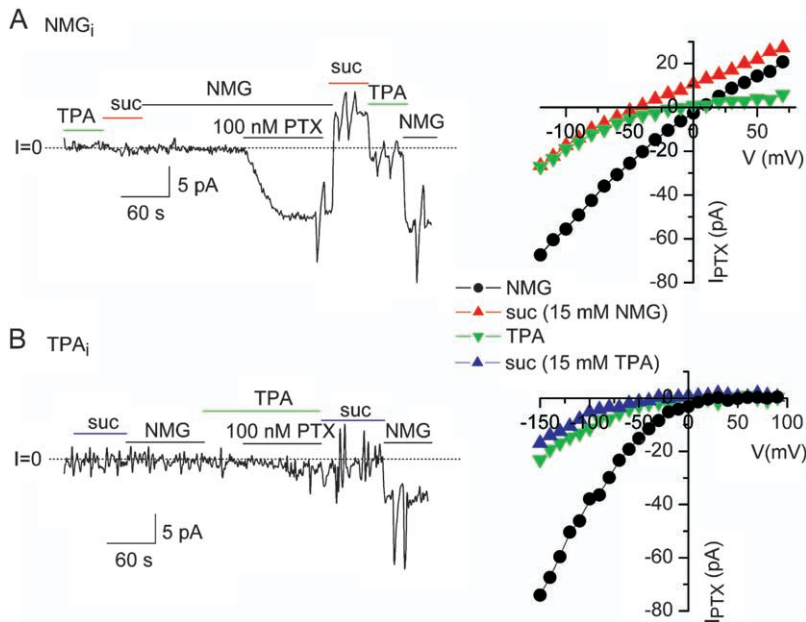 A NMGi
TPA
suc
NMG
100 nM PTX
suc
TPA
NMG
I=0
5 pA
60 s
20
0
-20
-40
-60
-80
-100
-50
0
50
V (mV)
IPTX (pA)
NMG
suc (15 mM NMG)
TPA
suc (15 mM TPA)
B TPAi
suc
NMG
TPA
100 nM PTX
suc
NMG
I=0
5 pA
60 s
0
-20
-40
-60
-80
-150
-100
-50
0
50
100
V(mV)
IPTX (pA)